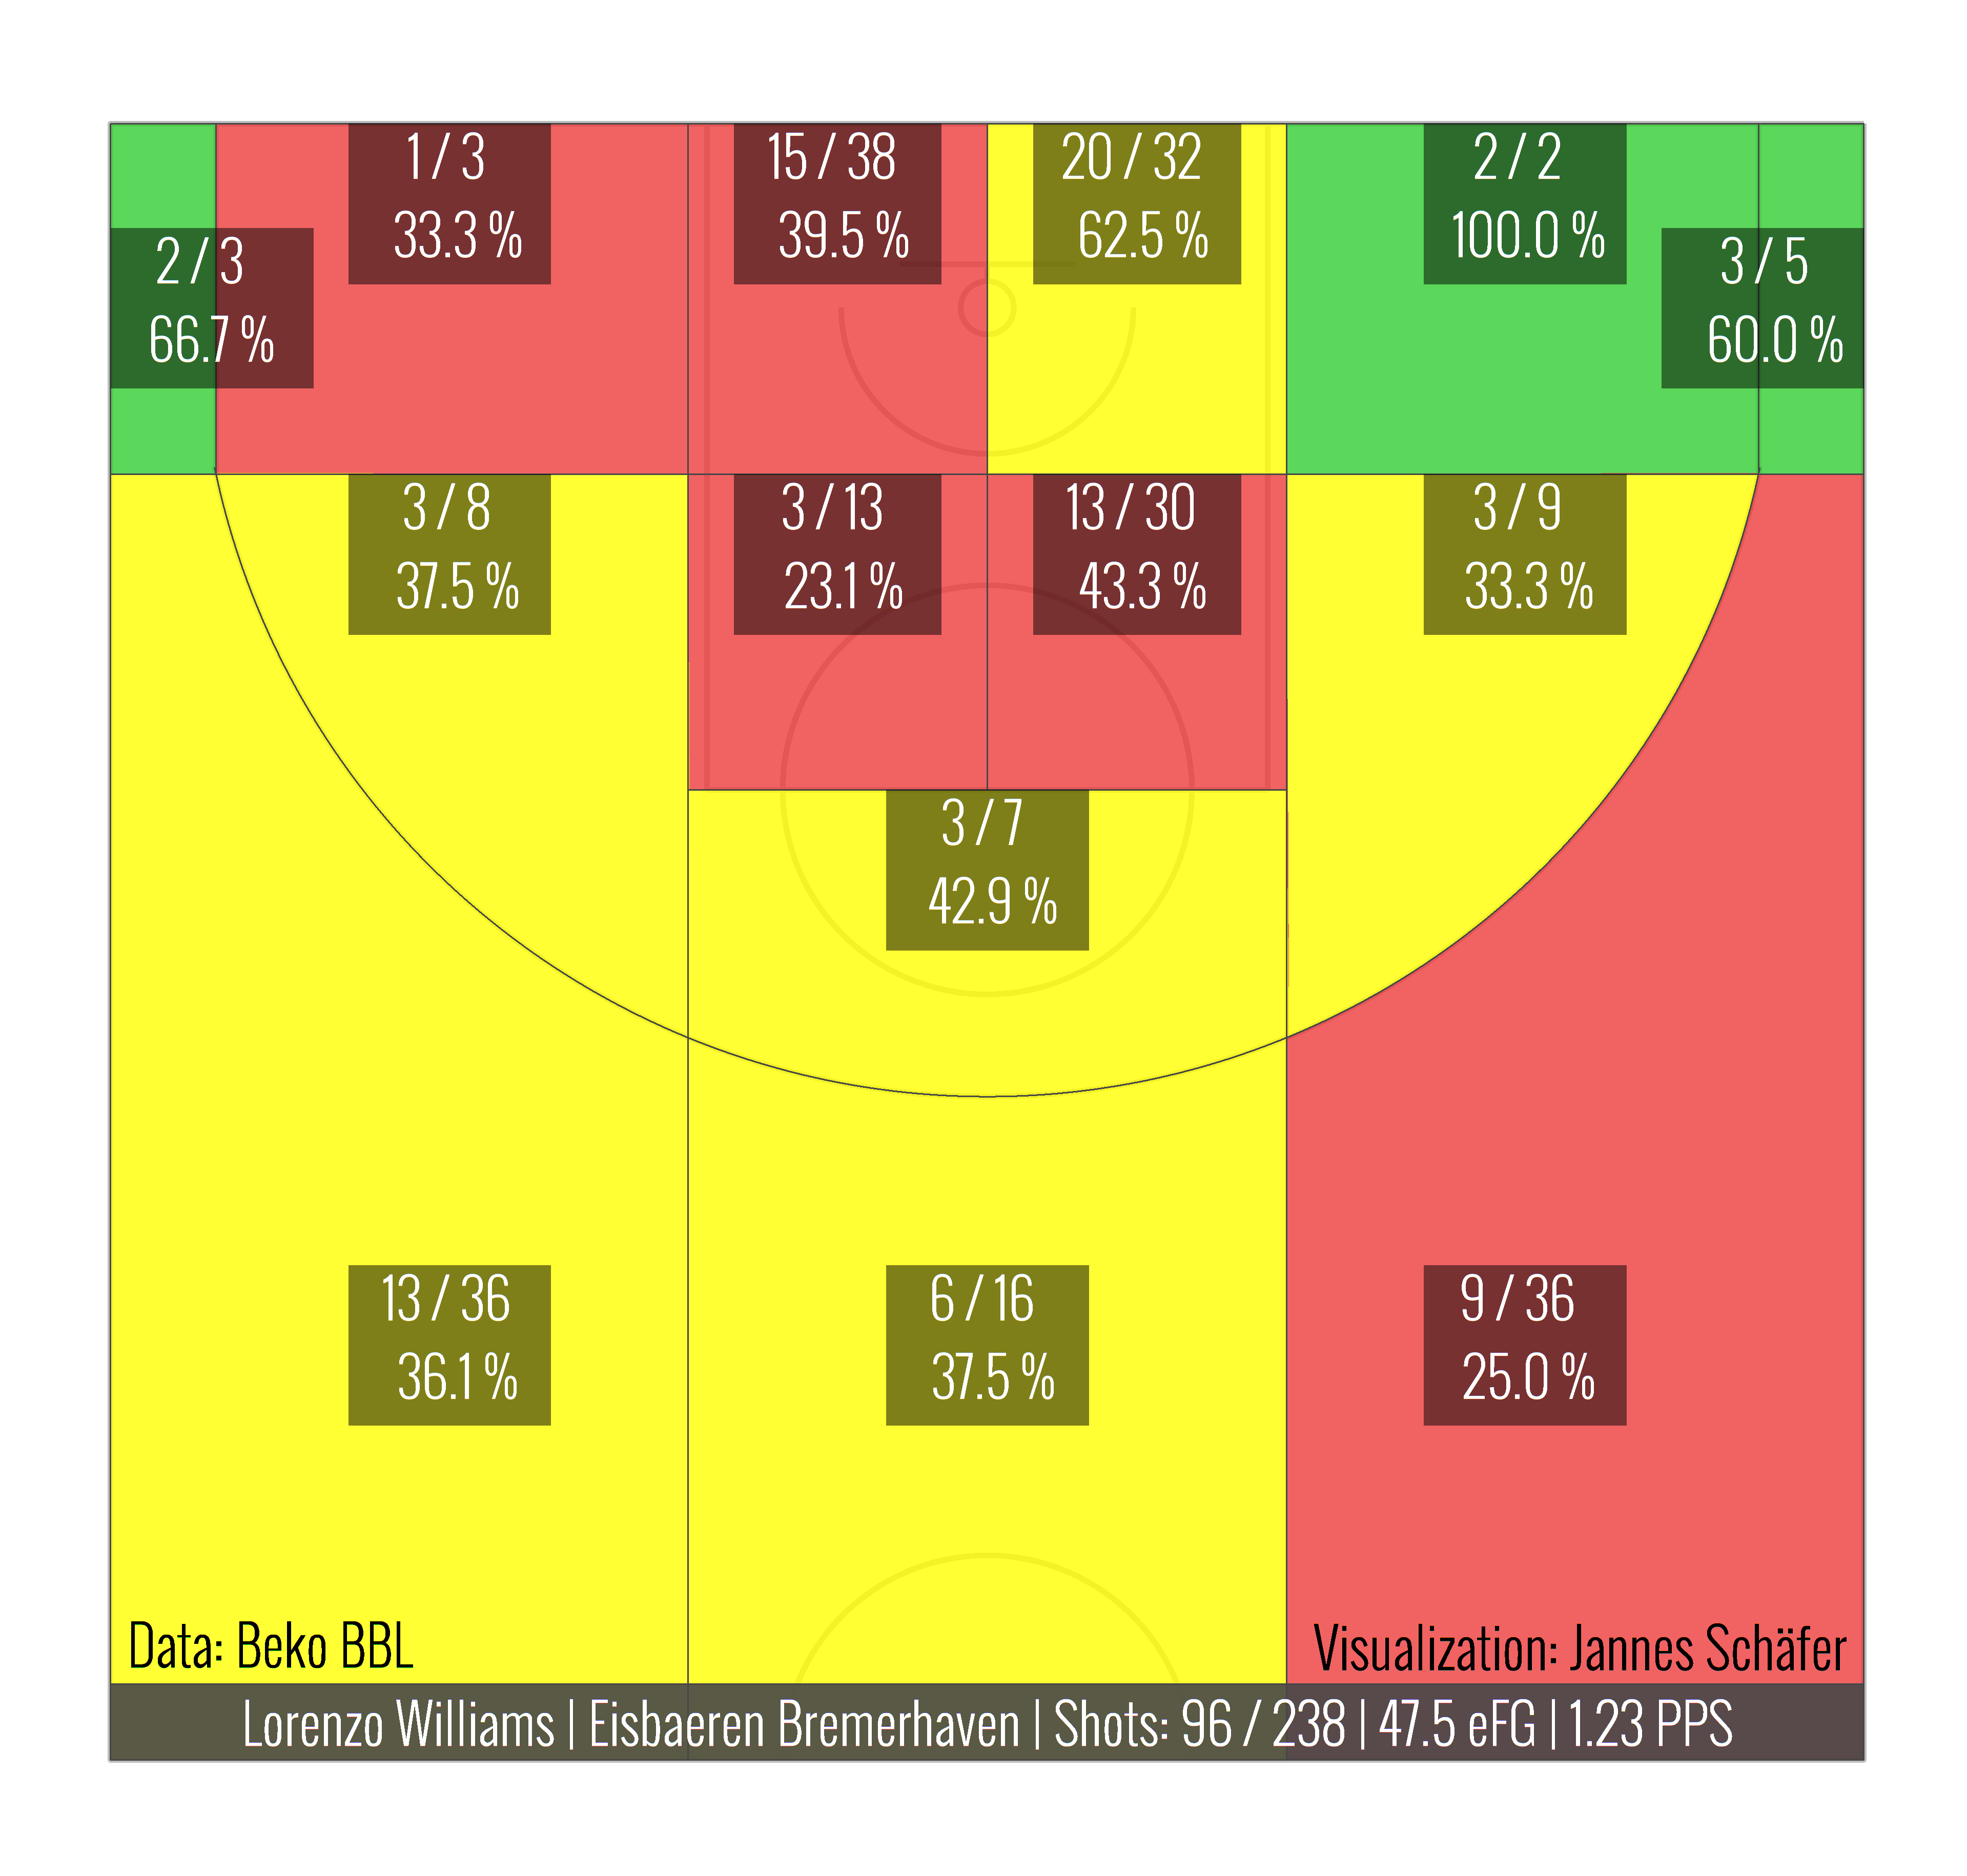 1 / 3
33.3 %
15 / 38
39.5 %
20 / 32
62.5 %
2 / 2
100.0 %
2 / 3
66.7 %
3 / 5
60.0 %
3 / 8
37.5 %
3 / 13
23.1 %
13 / 30
43.3 %
3 / 9
33.3 %
3 / 7
42.9 %
13 / 36
36.1 %
6 / 16
37.5 %
9 / 36
25.0 %
Data: Beko BBL
Visualization: Jannes Schäfer
Lorenzo Williams | Eisbaeren Bremerhaven | Shots: 96 / 238 | 47.5 eFG | 1.23 PPS